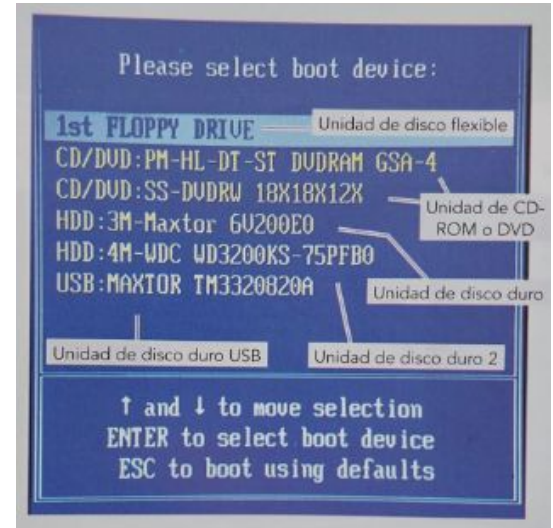 Please select boot device:
1st FLOPPY DRIVE
Unidad de disco flexible
CD/DVD:PM-HL-DT-ST DVDRAM GSA-4
CD/DVD:SS-DVDRW 18X18X12X
Unidad de CD-
ROM o DVD
HDD:3M-Maxtor 6V200E0
HDD:4M-WDC WD3200KS-75PFB0
USB:MAXTOR TM3320820A
Unidad de disco duro
Unidad de disco duro USB
Unidad de disco duro 2
↑ and ↓ to move selection
ENTER to select boot device
ESC to boot using defaults